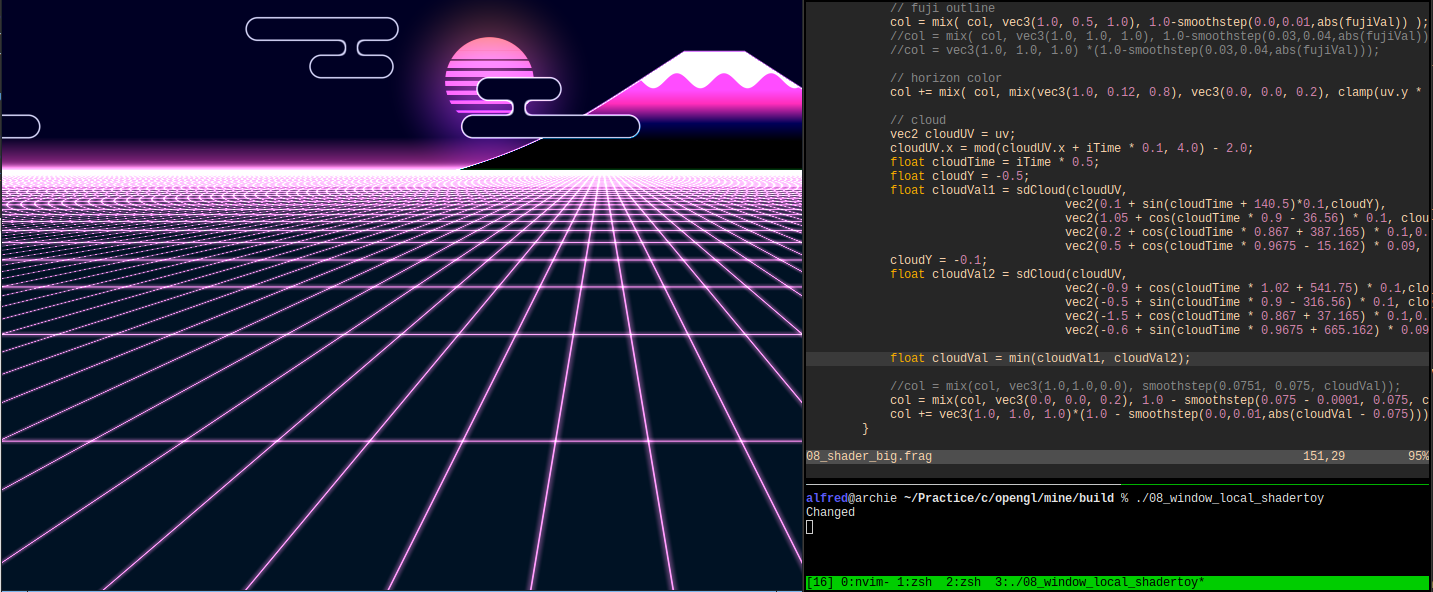 // fuji outline
col = mix( col, vec3(1.0, 0.5, 1.0), 1.0-smoothstep(0.0,0.01,abs(fujiVal)) );
//col = mix( col, vec3(1.0, 1.0, 1.0), 1.0-smoothstep(0.03,0.04,abs(fujiVal))
//col = vec3(1.0, 1.0, 1.0) *(1.0-smoothstep(0.03,0.04,abs(fujiVal)));
// horizon color
col += mix( col, mix(vec3(1.0, 0.12, 0.8), vec3(0.0, 0.0, 0.2), clamp(uv.y *
// cloud
vec2 cloudUV = uv;
cloudUV.x = mod(cloudUV.x + iTime * 0.1, 4.0) - 2.0;
float cloudTime = iTime * 0.5;
float cloudY = -0.5;
float cloudVal1 = sdCloud(cloudUV,
vec2(0.1 + sin(cloudTime + 140.5)*0.1,cloudY),
vec2(1.05 + cos(cloudTime * 0.9 - 36.56) * 0.1, clou
vec2(0.2 + cos(cloudTime * 0.867 + 387.165) * 0.1,0.
vec2(0.5 + cos(cloudTime * 0.9675 - 15.162) * 0.09,
cloudY = -0.1;
float cloudVal2 = sdCloud(cloudUV,
vec2(-0.9 + cos(cloudTime * 1.02 + 541.75) * 0.1,clo
vec2(-0.5 + sin(cloudTime * 0.9 - 316.56) * 0.1, clo
vec2(-1.5 + cos(cloudTime * 0.867 + 37.165) * 0.1,0.
vec2(-0.6 + sin(cloudTime * 0.9675 + 665.162) * 0.09
float cloudVal = min(cloudVal1, cloudVal2);
//col = mix(col, vec3(1.0,1.0,0.0), smoothstep(0.0751, 0.075, cloudVal));
col = mix(col, vec3(0.0, 0.0, 0.2), 1.0 - smoothstep(0.075 - 0.0001, 0.075, c
col += vec3(1.0, 1.0, 1.0)*(1.0 - smoothstep(0.0,0.01,abs(cloudVal - 0.075)))
}
08_shader_big.frag 151,29 95%
alfred@archie ~/Practice/c/opengl/mine/build % ./08_window_local_shadertoy
Changed
[16] 0:nvim- 1:zsh 2:zsh 3:./08_window_local_shadertoy*